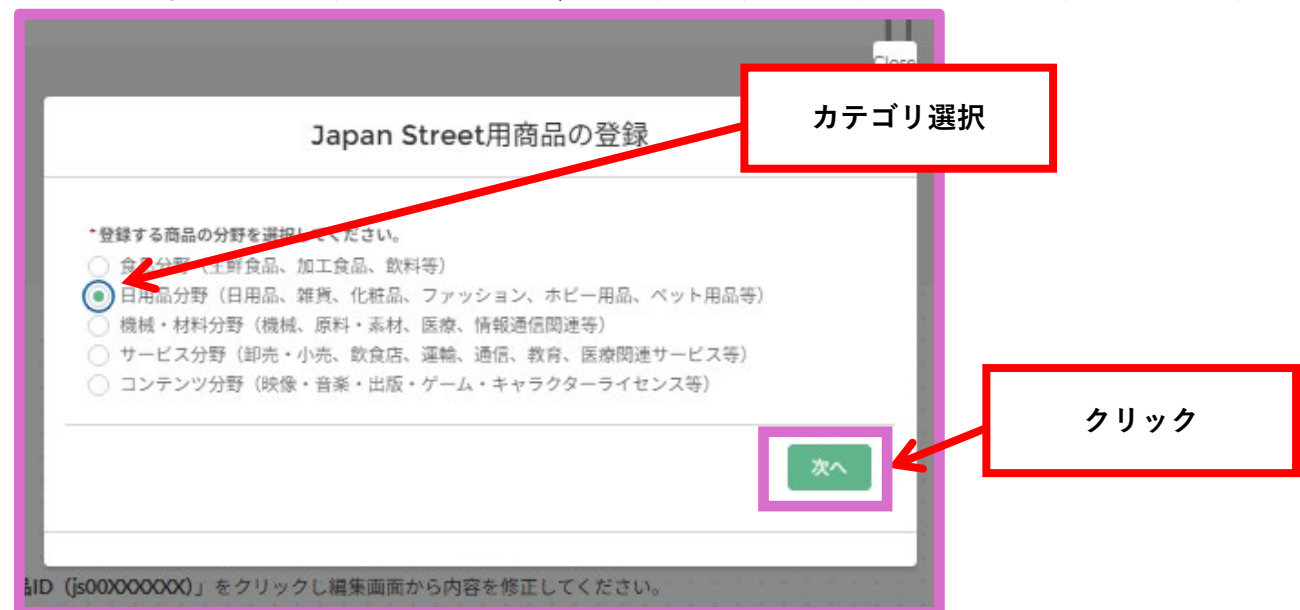 Close
カテゴリ選択
Japan Street用商品の登録
*登録する商品の分野を選択してください。
食品分野（生鮮食品、加工食品、飲料等）
日用品分野（日用品、雑貨、化粧品、ファッション、ホビー用品、ペット用品等）
機械・材料分野（機械、原料・素材、医療、情報通信関連等）
サービス分野（卸売・小売、飲食店、運輸、通信、教育、医療関連サービス等）
コンテンツ分野（映像・音楽・出版・ゲーム・キャラクターライセンス等）
クリック
次へ
品ID（js00XXXXXX）」をクリックし編集画面から内容を修正してください。